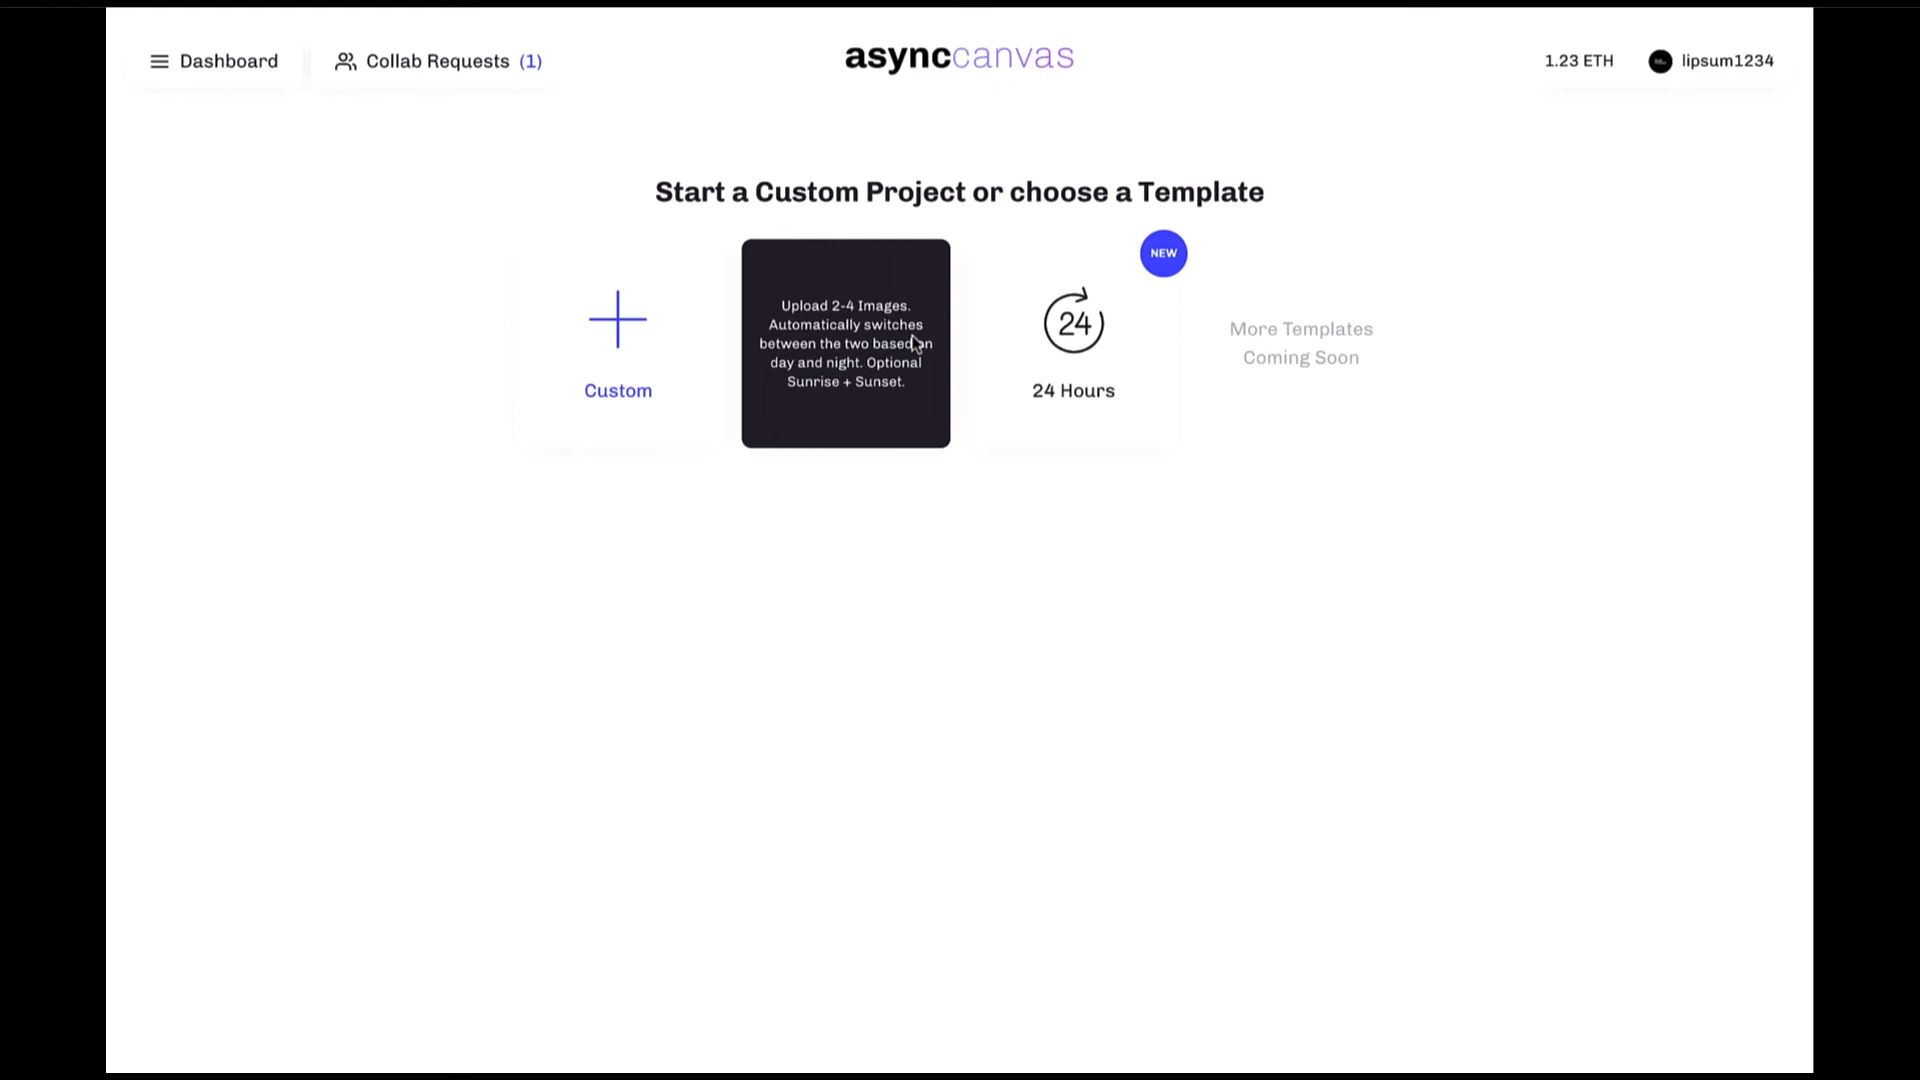 Dashboard
Collab Requests (1)
asynccanvas
1.23 ETH
lipsum1234
Start a Custom Project or choose a Template
Custom
Upload 2-4 Images.
Automatically switches
between the two based on
day and night. Optional
Sunrise + Sunset.
NEW
24
24 Hours
More Templates
Coming Soon